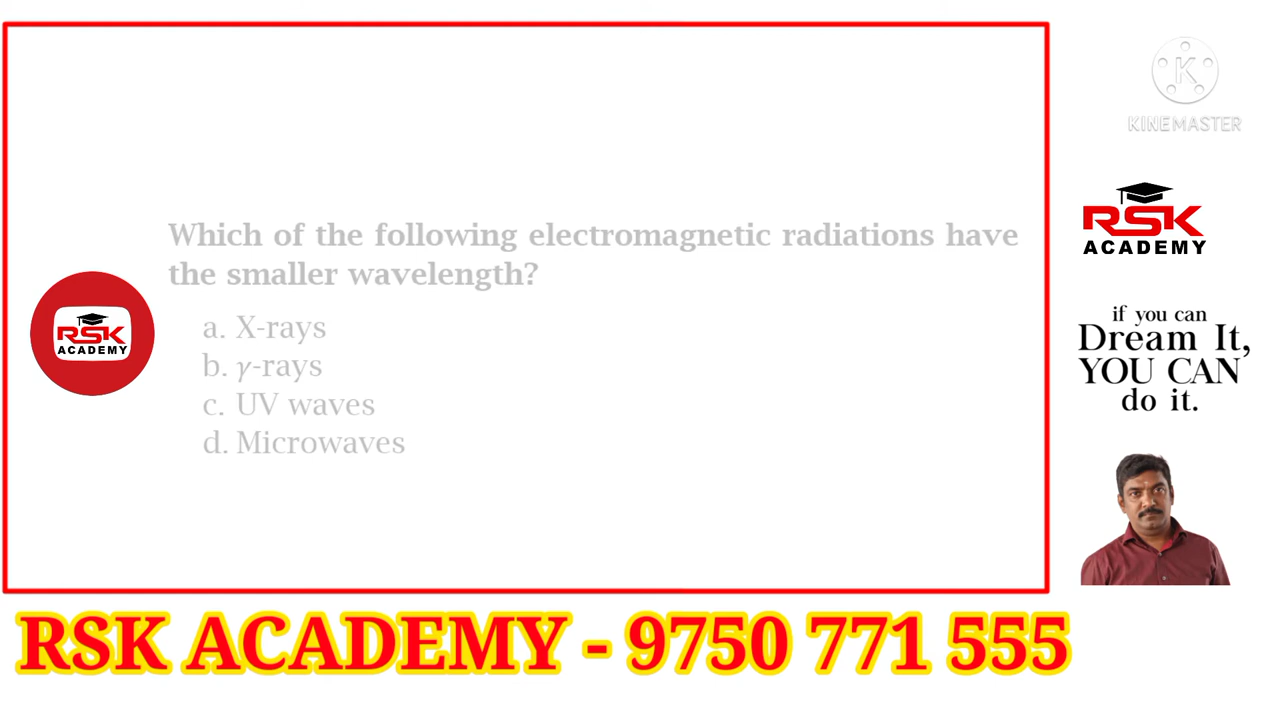 K
KINEMASTER
RSK
ACADEMY
if you can
Dream It,
YOU CAN
do it.
Which of the following electromagnetic radiations have
the smaller wavelength?
a. X-rays
b. γ-rays
c. UV waves
d. Microwaves
RSK
ACADEMY
RSK ACADEMY - 9750 771 555